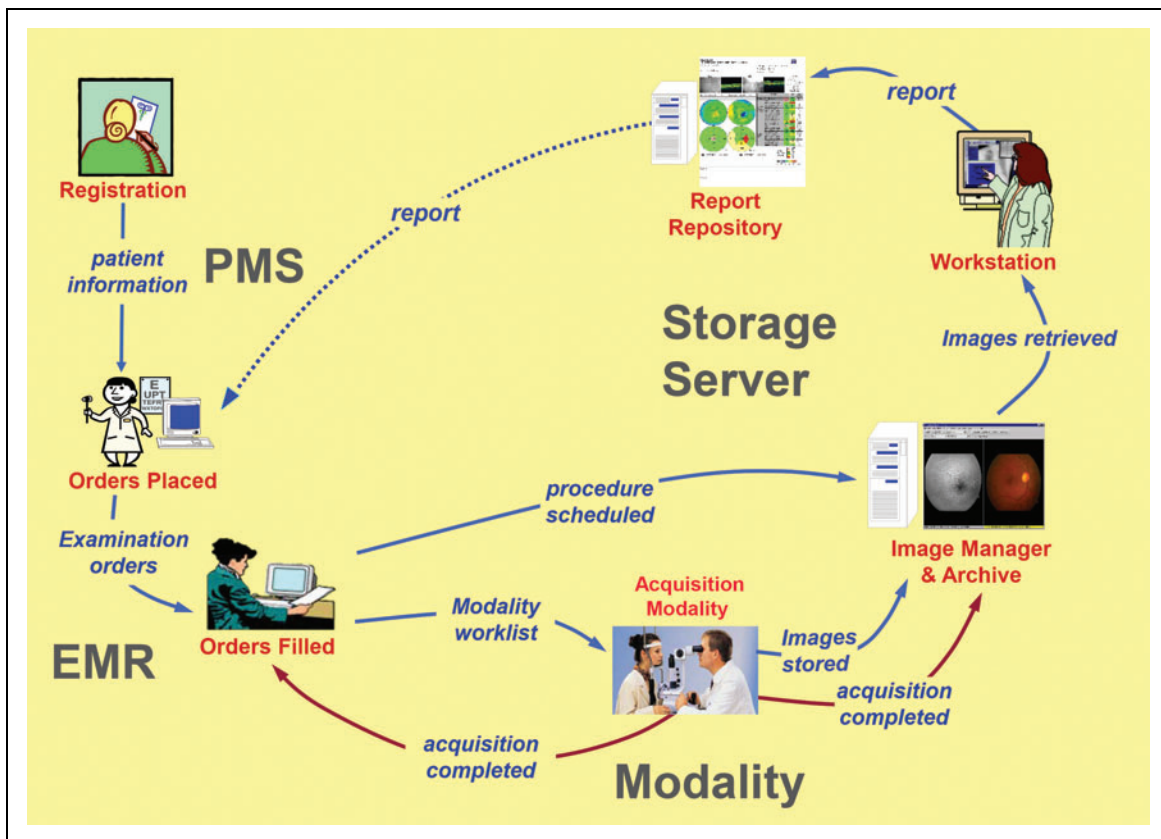 report
Registration
Report
Repository
report
Workstation
patient
information
PMS
Storage
Server
Images retrieved
E
UPT
Orders Placed
procedure
scheduled
Examination
orders
Image Manager
& Archive
Acquisition
Modality
Modality
worklist
Orders Filled
Images
stored
EMR
acquisition
completed
acquisition
completed
Modality